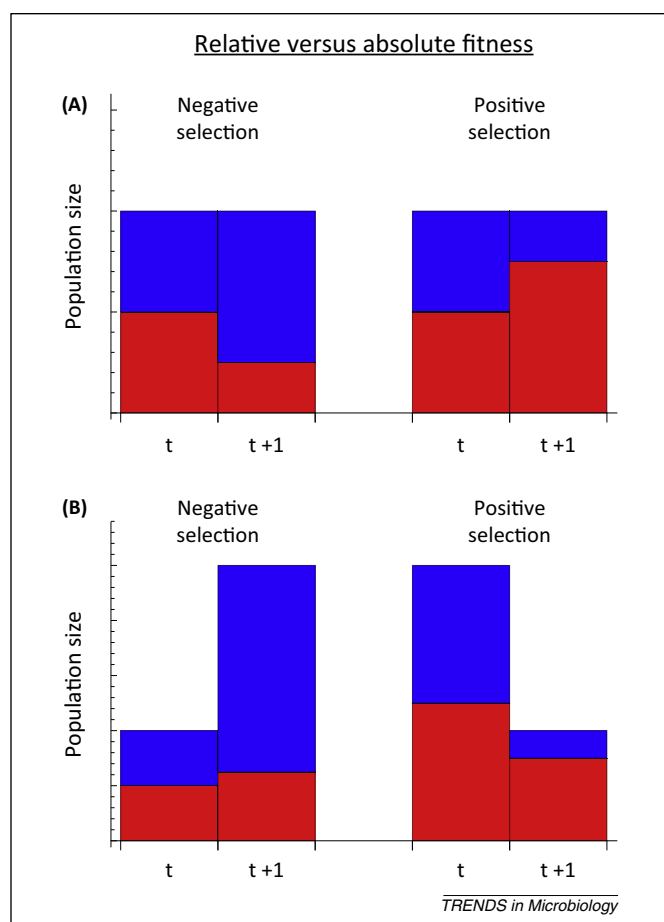 Relative versus absolute fitness
(A)
Negative
selection
Positive
selection
Population size
t
t +1
t
t +1
(B)
Negative
selection
Positive
selection
Population size
t
t +1
t
t +1
TRENDS in Microbiology